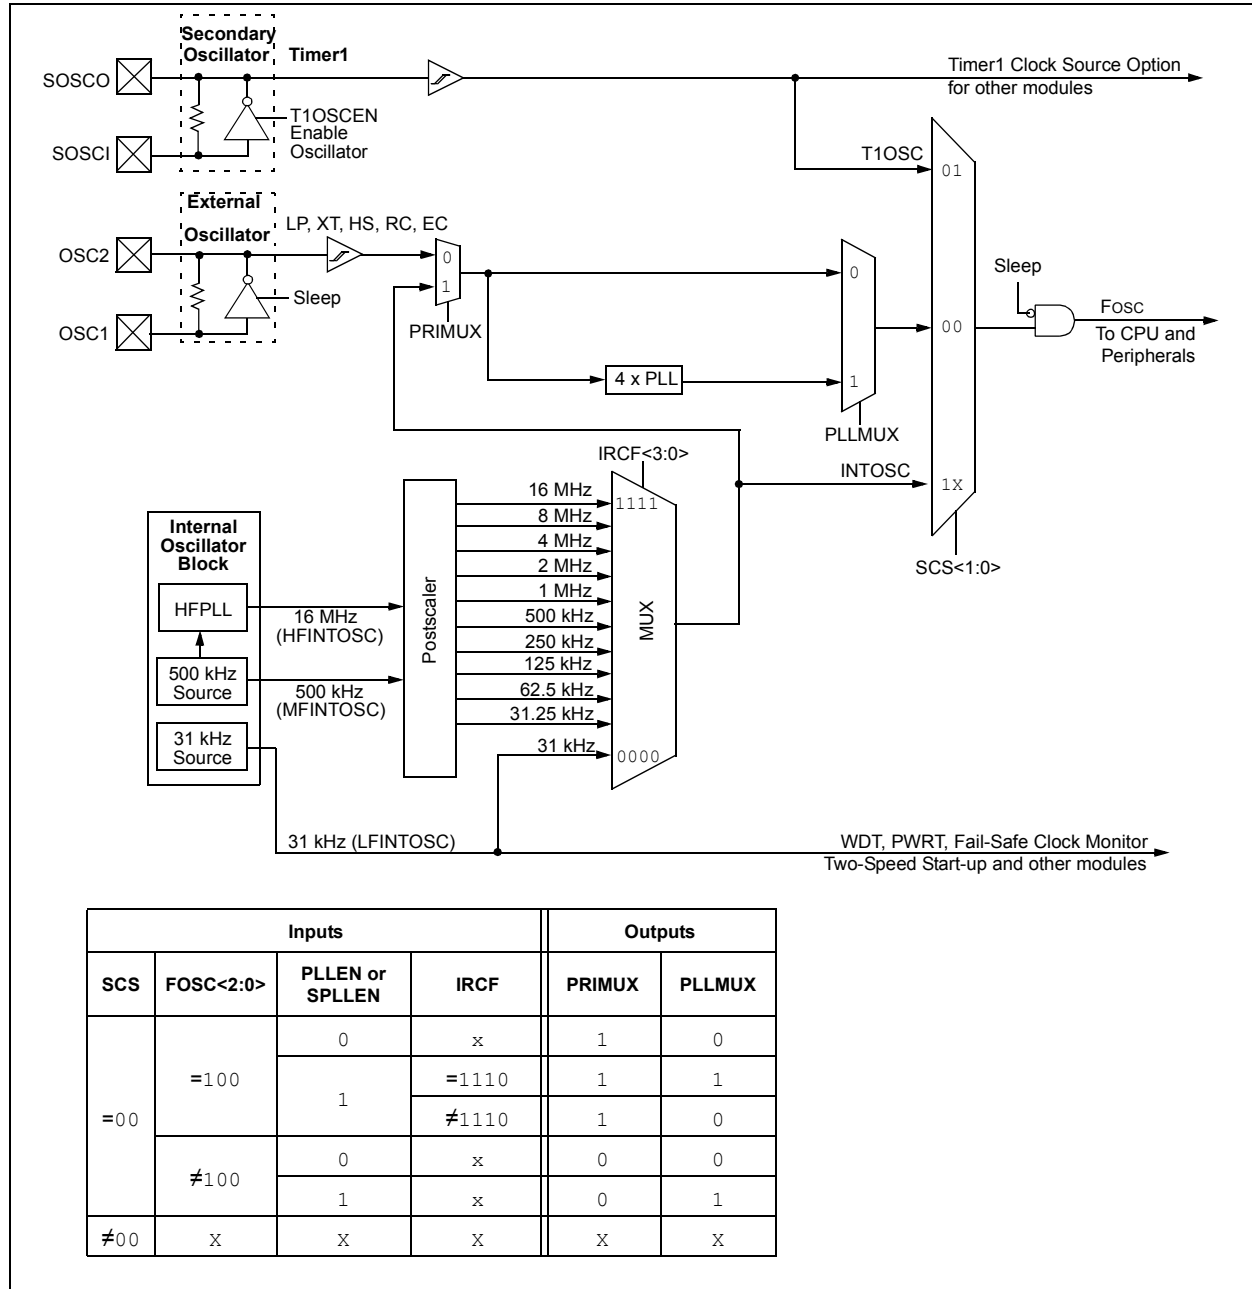 Secondary
Oscillator
Timer1
SOSCO
Timer1 Clock Source Option
for other modules
T1OSCEN
Enable
Oscillator
SOSCI
T1OSC
01
External
Oscillator
LP, XT, HS, RC, EC
OSC2
0
1
PRIMUX
Sleep
OSC1
0
4 x PLL
1
PLLMUX
Sleep
00
FOSC
To CPU and
Peripherals
IRCF<3:0>
INTOSC
1X
SCS<1:0>
Internal
Oscillator
Block
HFPLL
500 kHz
Source
31 kHz
Source
16 MHz
(HFINTOSC)
500 kHz
(MFINTOSC)
Postscaler
16 MHz
8 MHz
4 MHz
2 MHz
1 MHz
500 kHz
250 kHz
125 kHz
62.5 kHz
31.25 kHz
31 kHz
1111
MUX
0000
31 kHz (LFINTOSC)
WDT, PWRT, Fail-Safe Clock Monitor
Two-Speed Start-up and other modules
Inputs Outputs
SCS FOSC<2:0> PLLEN or SPLLEN IRCF PRIMUX PLLMUX
=00 =100 0 x 1 0
1 =1110 1 1
≠1110 1 0
≠100 0 x 0 0
1 x 0 1
≠00 X X X X X